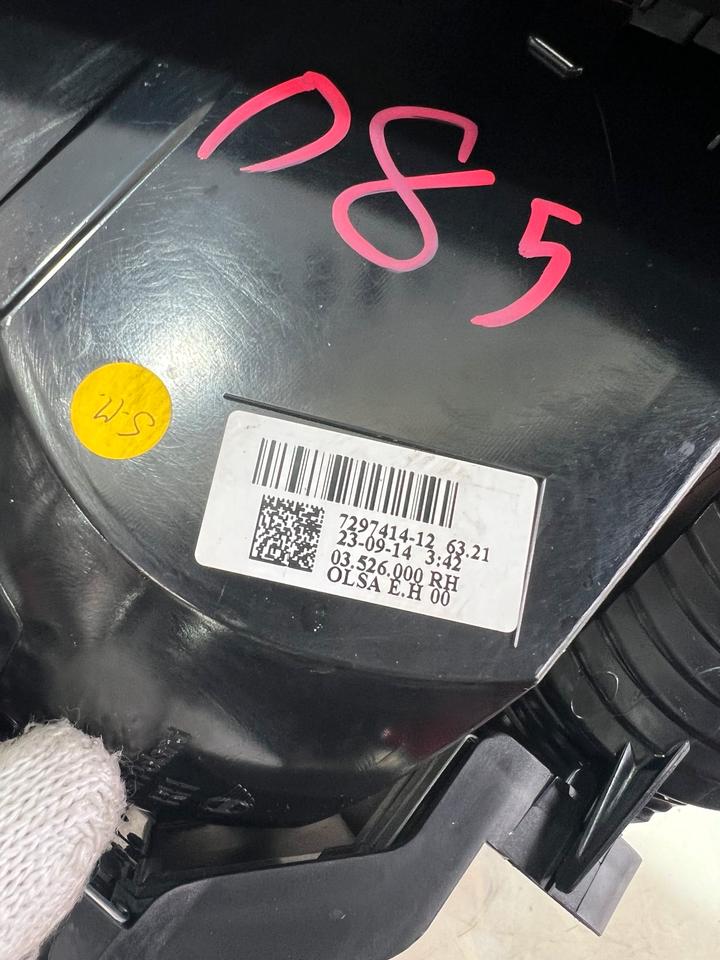 085
S-M.
7297414-12 63.21
23-09-14 3:42
03.526.000 RH
OLSA E.H 00